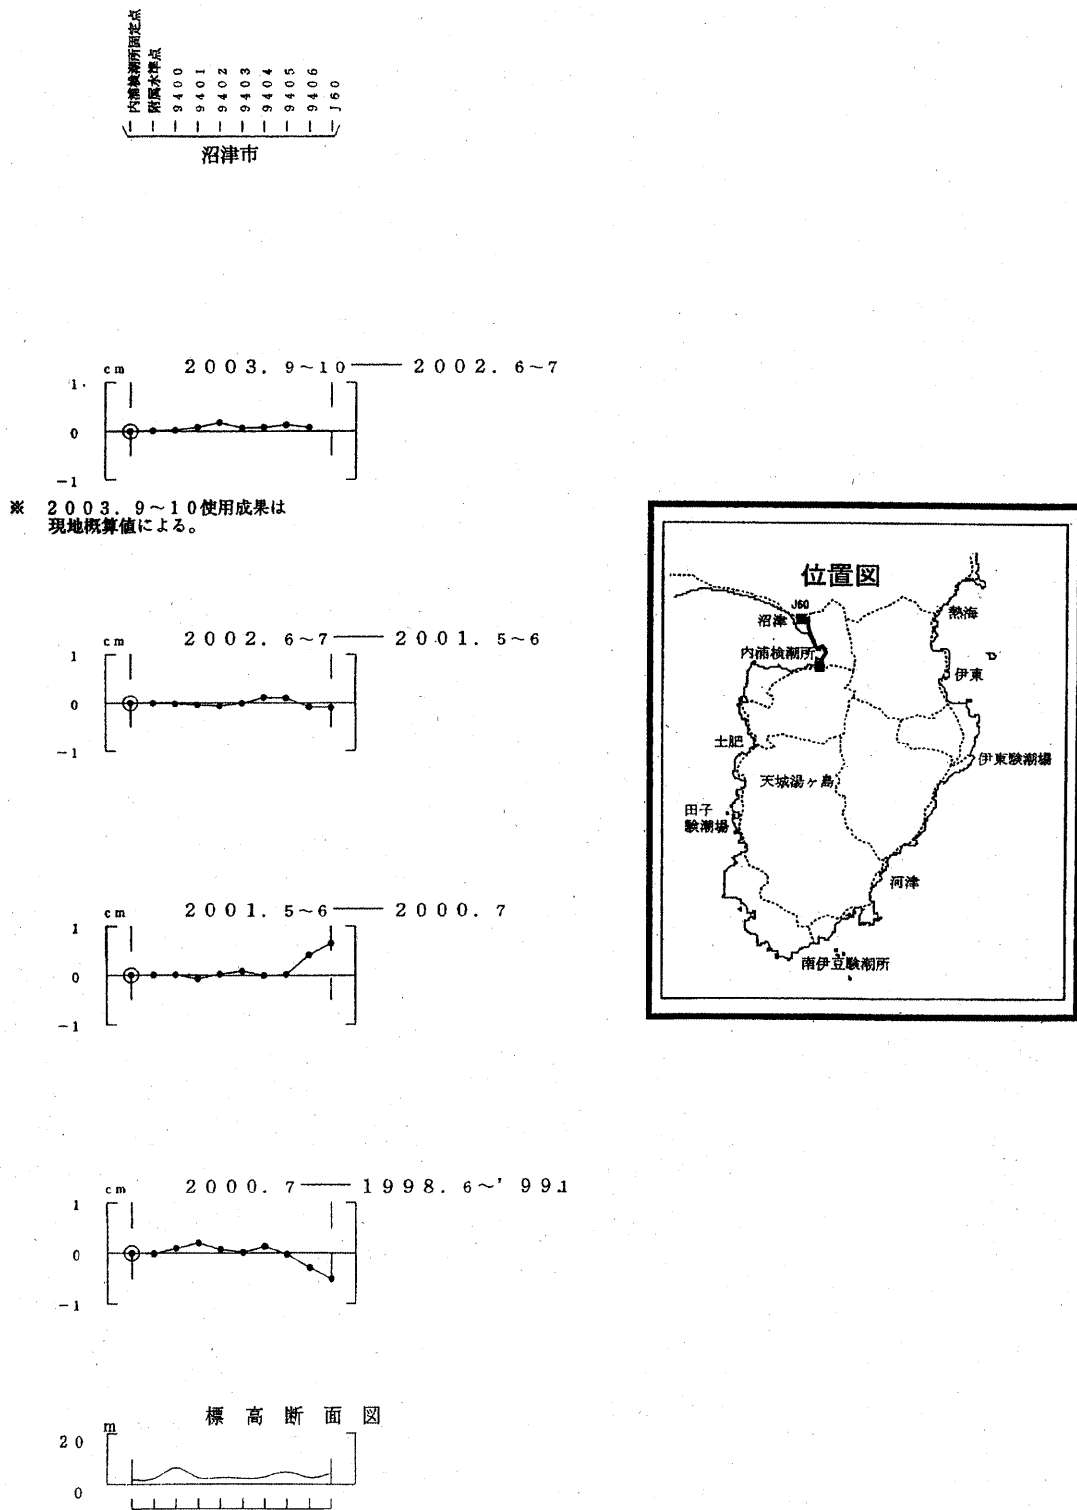 内浦検潮所固定点
附属水準点
9400
9401
9402
9403
9404
9405
9406
J60
沼津市
cm
2003. 9~10―― 2002. 6~7
1
0
-1
※ 2003. 9~10使用成果は
現地概算値による。
cm
2002. 6~7―― 2001. 5~6
1
0
-1
cm
2001. 5~6―― 2000. 7
1
0
-1
cm
2000. 7―― 1998. 6~' 99.1
1
0
-1
標高断面図
m
20
0
位置図
J60
沼津
熱海
内浦検潮所
伊東
土肥
伊東験潮場
天城湯ヶ島
田子
験潮場
河津
南伊豆験潮所